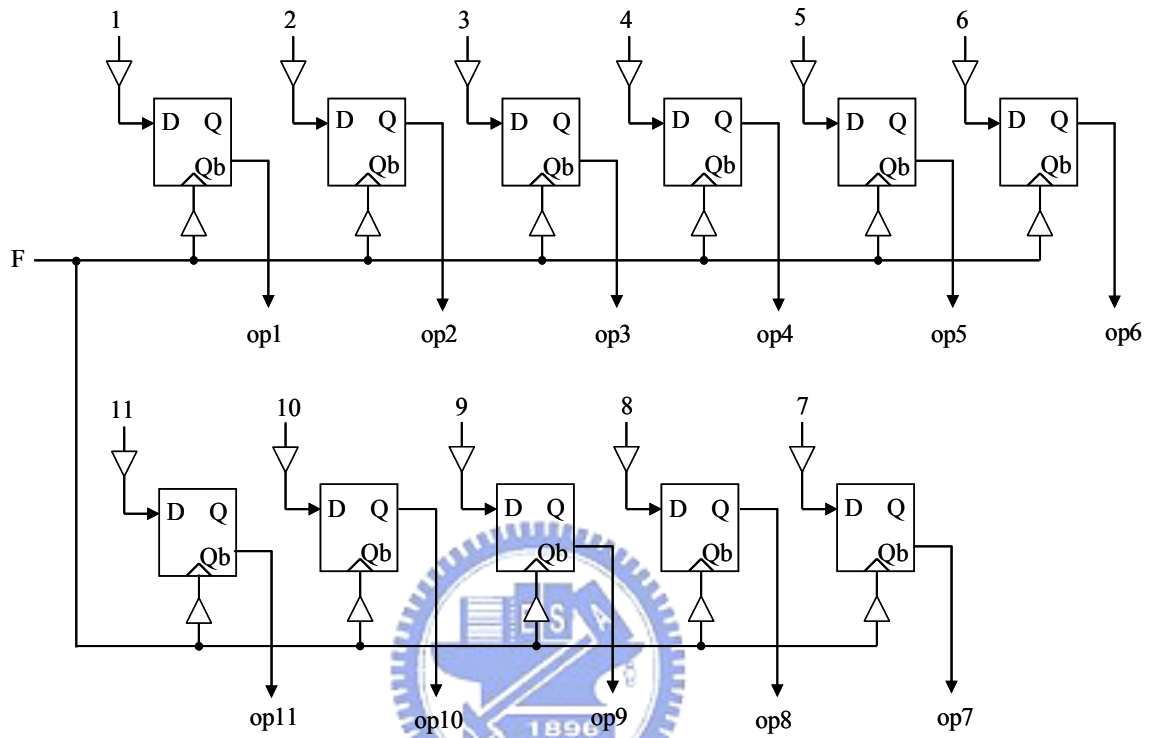 1 2 3 4 5 6
D Q D Q D Q D Q D Q D Q
Qb Qb Qb Qb Qb Qb
F
op1 op2 op3 op4 op5 op6
11 10 9 8 7
D Q D Q D Q D Q D Q
Qb Qb Qb Qb Qb
E S A
op11 op10 op9 op8 op7
1896